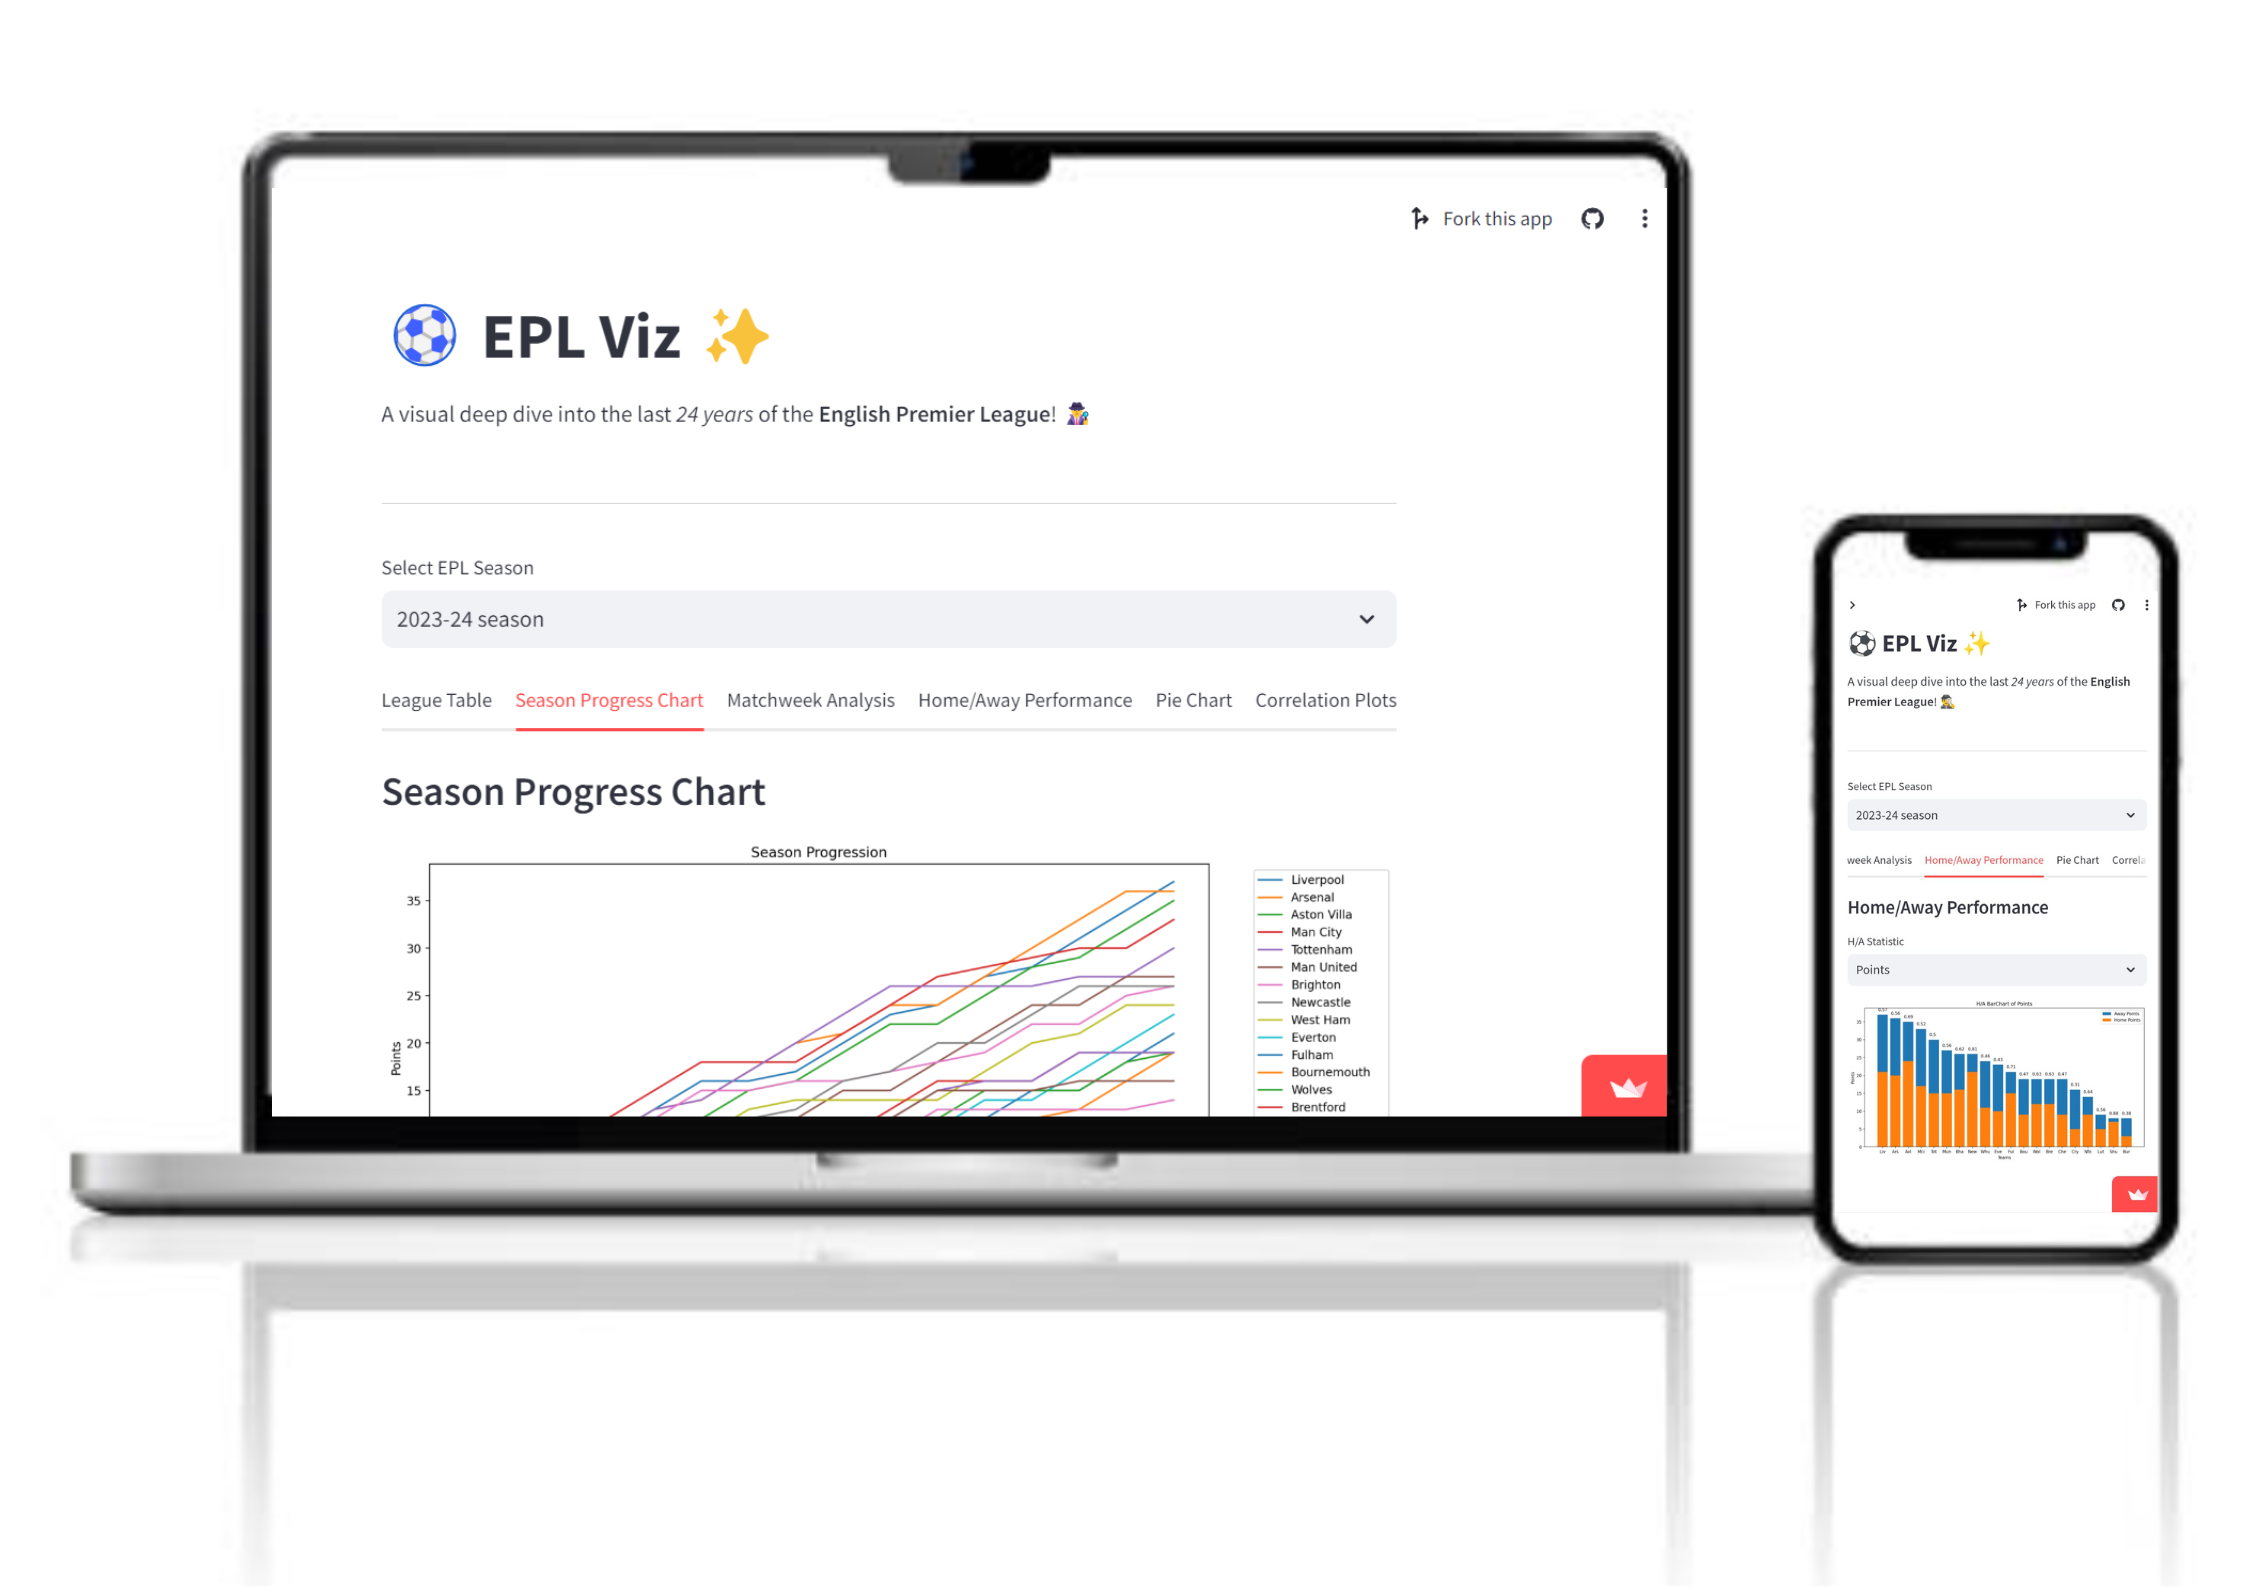 Fork this app
EPL Viz
A visual deep dive into the last 24 years of the English Premier League!
Select EPL Season
2023-24 season
League Table Season Progress Chart Matchweek Analysis Home/Away Performance Pie Chart Correlation Plots
Season Progress Chart
Season Progression
35
30
25
20
15
Points
Liverpool
Arsenal
Aston Villa
Man City
Tottenham
Man United
Brighton
Newcastle
West Ham
Everton
Fulham
Bournemouth
Wolves
Brentford
Fork this app
EPL Viz
A visual deep dive into the last 24 years of the English
Premier League!
Select EPL Season
2023-24 season
week Analysis Home/Away Performance Pie Chart Correla
Home/Away Performance
H/A Statistic
Points
H/A BarChart of Points
Away Points
Home Points